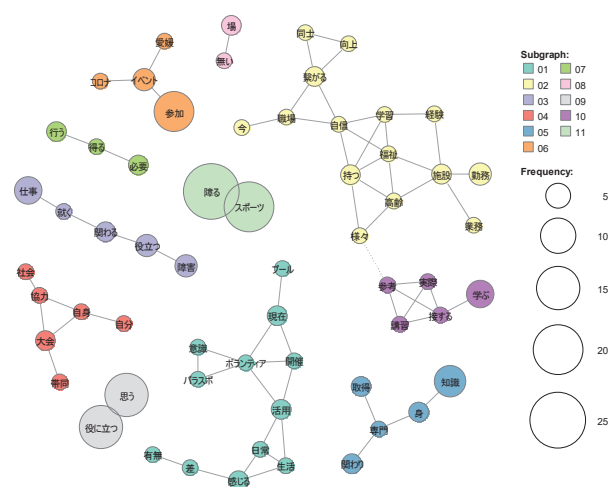 愛媛
コロナ
イベント
参加
場
無い
同士
向上
繋がる
職場
今
自信
学習
経験
福祉
持つ
施設
勤務
高齢
業務
様々
行う
得る
必要
仕事
就く
関わる
役立つ
障害
障る
スポーツ
社会
協力
自身
自分
大会
帯同
プール
現在
意識
ボランティア
開催
パラスポ
活用
日常
生活
感じる
差
有無
参考
実際
講習
接する
学ぶ
思う
役に立つ
取得
知識
身
専門
関わり
Subgraph:
01 07
02 08
03 09
04 10
05 11
06
Frequency:
5
10
15
20
25